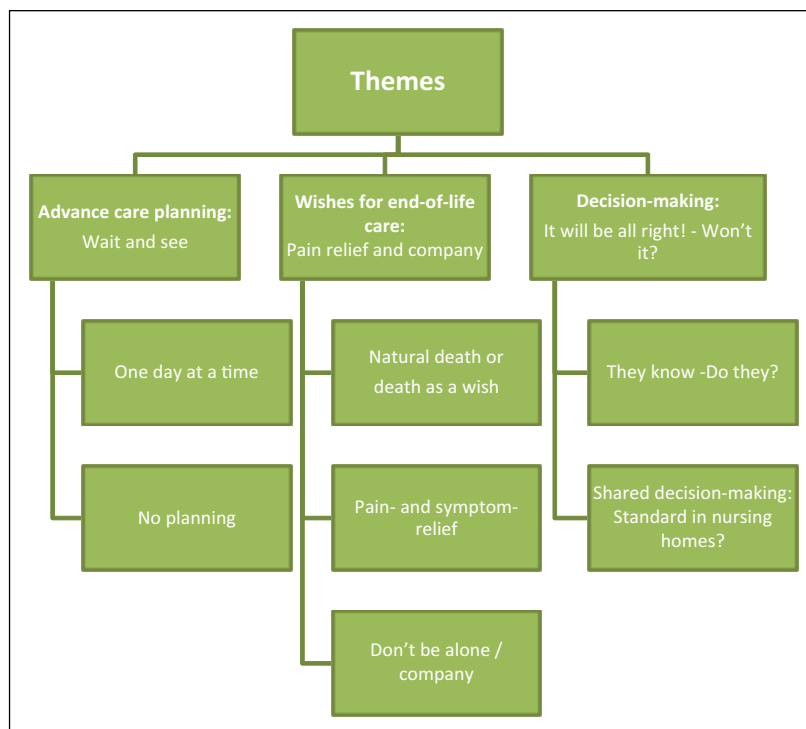 Themes
Advance care planning:
Wait and see
Wishes for end-of-life
care:
Pain relief and company
Decision-making:
It will be all right! - Won’t
it?
One day at a time
No planning
Natural death or
death as a wish
Pain- and symptom-
relief
Don’t be alone /
company
They know -Do they?
Shared decision-making:
Standard in nursing
homes?